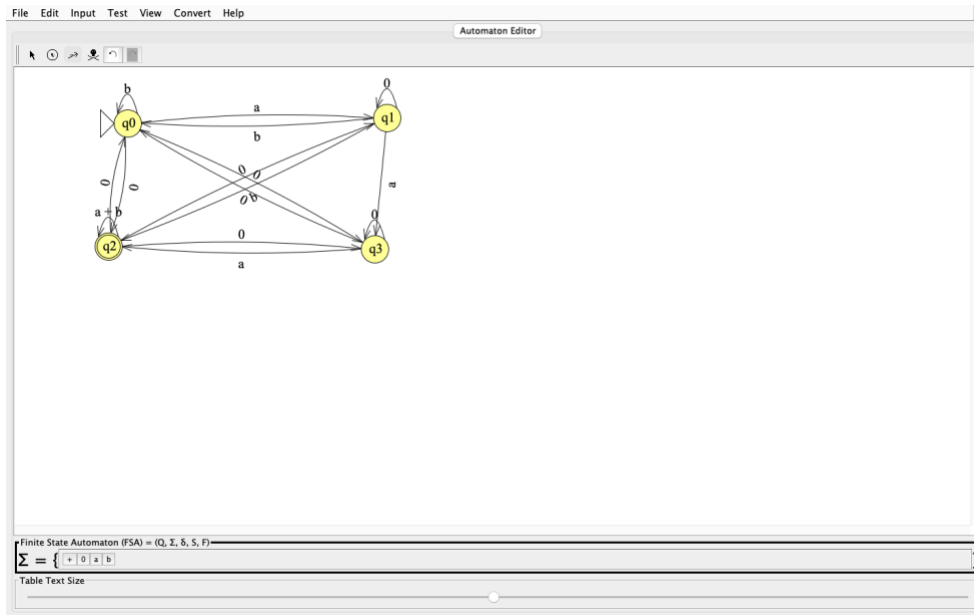 File Edit Input Test View Convert Help
Automaton Editor
b
0
q0
a
q1
b
0
0
0
0
a
0 b
a + b
0
q2
0
q3
a
Finite State Automaton (FSA) = (Q, Σ, δ, S, F)
Σ = { + 0 a b }
Table Text Size